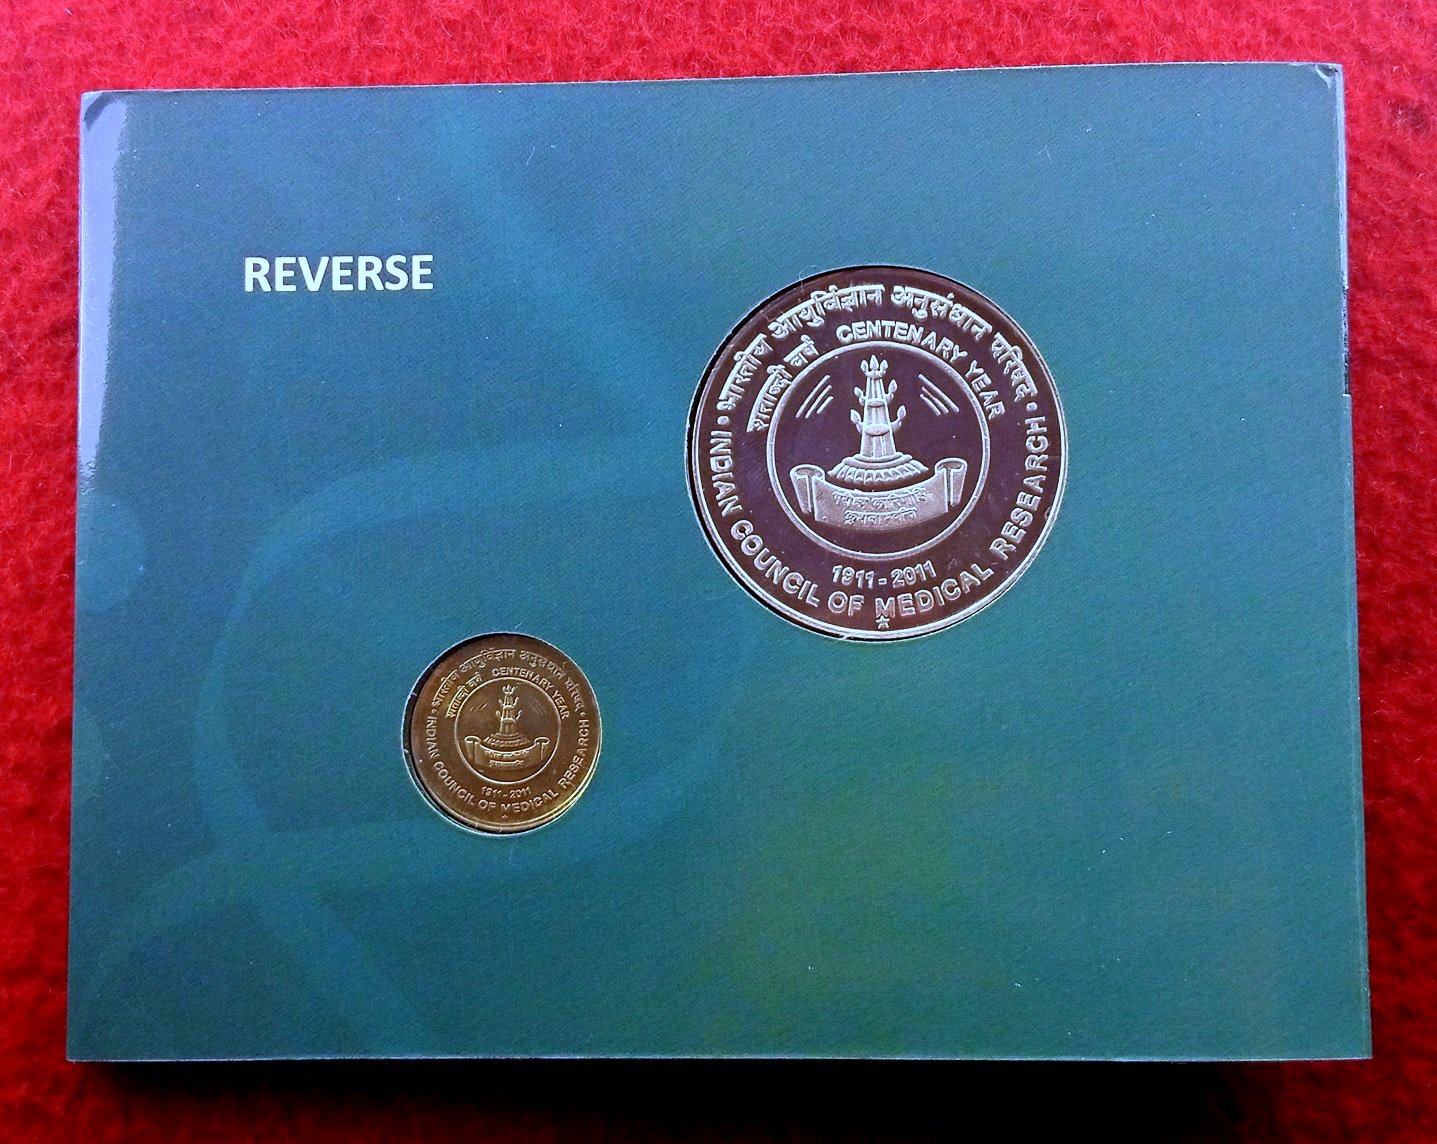 REVERSE
भारतीय आयुर्विज्ञान अनुसंधान परिषद
शताब्दी वर्ष CENTENARY YEAR
1911-2011
INDIAN COUNCIL OF MEDICAL RESEARCH
भारतीय आयुर्विज्ञान अनुसंधान परिषद
शताब्दी वर्ष CENTENARY YEAR
1911-2011
INDIAN COUNCIL OF MEDICAL RESEARCH